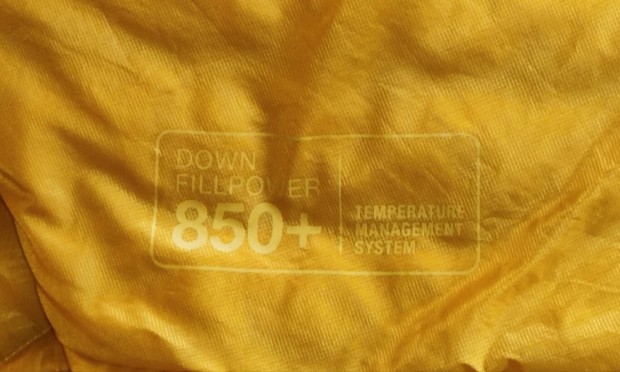 DOWN
FILLPOWER
850+
TEMPERATURE
MANAGEMENT
SYSTEM